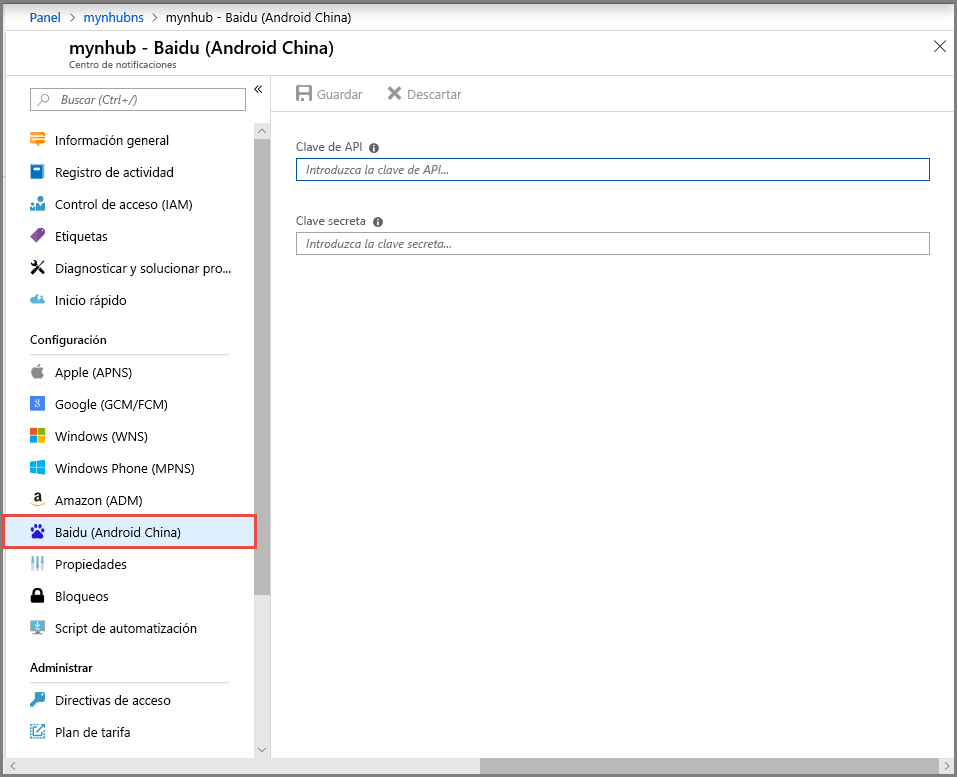 Panel > mynhubns > mynhub - Baidu (Android China)
mynhub - Baidu (Android China)
Centro de notificaciones
Buscar (Ctrl+/)
«
Información general
Registro de actividad
Control de acceso (IAM)
Etiquetas
Diagnosticar y solucionar pro...
Inicio rápido
Configuración
Apple (APNS)
Google (GCM/FCM)
Windows (WNS)
Windows Phone (MPNS)
Amazon (ADM)
Baidu (Android China)
Propiedades
Bloqueos
Script de automatización
Administrar
Directivas de acceso
Plan de tarifa
Guardar Descartar
Clave de API
Introduzca la clave de API...
Clave secreta
Introduzca la clave secreta...